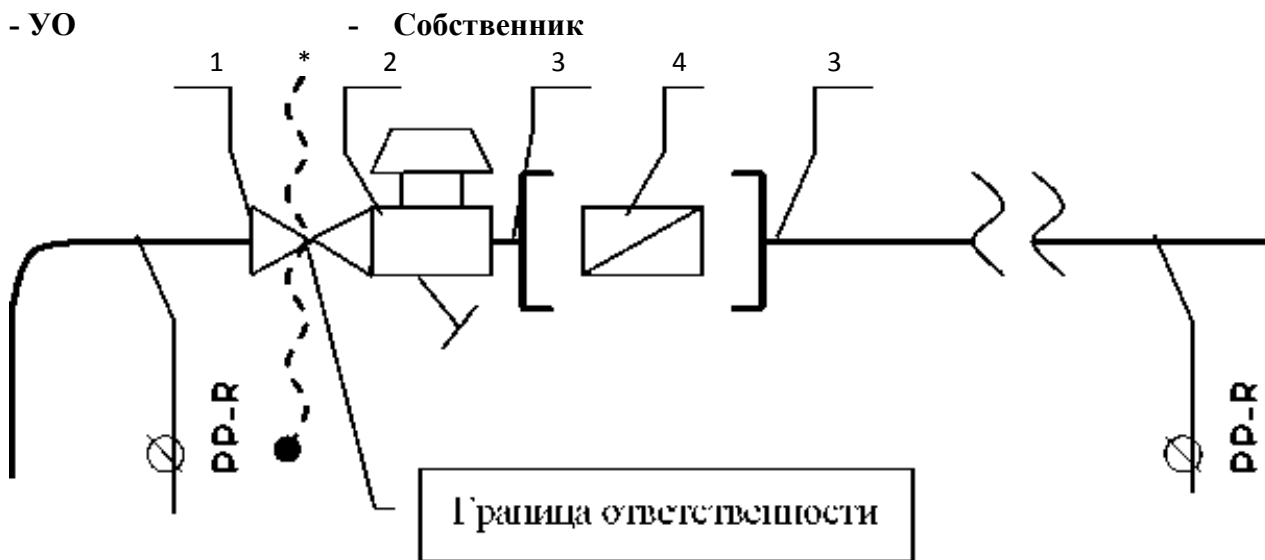 - УО - Собственник
1 * 2 3 4 3
PP-R
PP-R
Граница ответственности